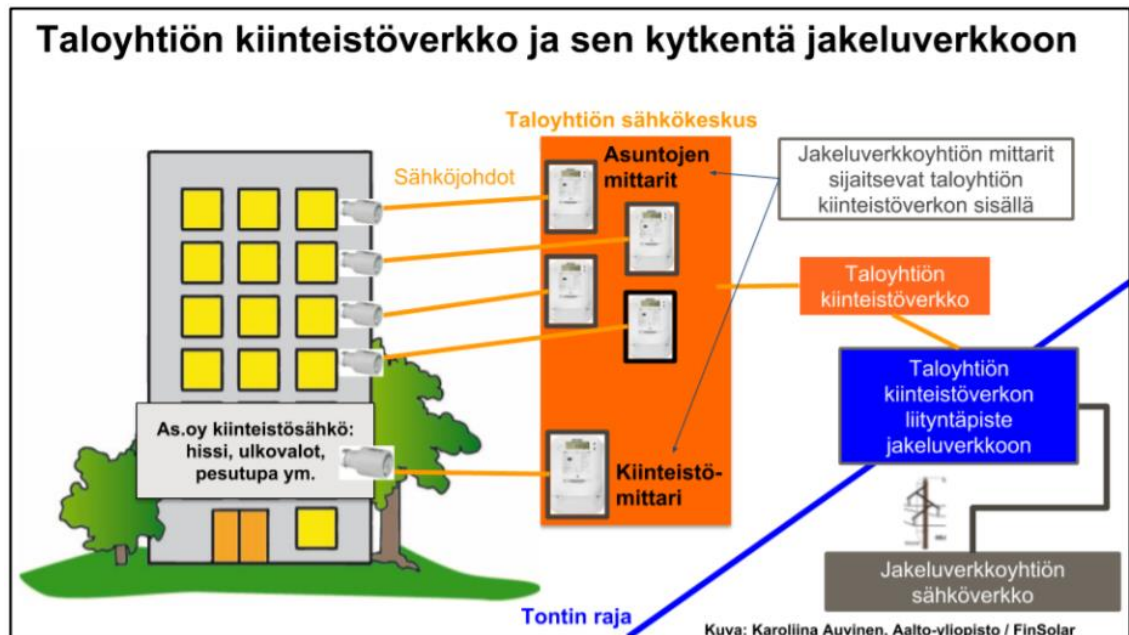 Taloyhtiön kiinteistöverkko ja sen kytkentä jakeluverkkoon
Taloyhtiön sähkökeskus
Sähköjohdot
Asuntojen
mittarit
Jakeluverkkoyhtiön mittarit
sijaitsevat taloyhtiön
kiinteistöverkon sisällä
Taloyhtiön
kiinteistöverkko
Taloyhtiön
kiinteistöverkon
liityntäpiste
jakeluverkkoon
As.oy kiinteistösähkö:
hissi, ulkovalot,
pesutupa ym.
Kiinteistö-
mittari
Jakeluverkkoyhtiön
sähköverkko
Tontin raja
Kuva: Karoliina Auvinen, Aalto-yliopisto / FinSolar